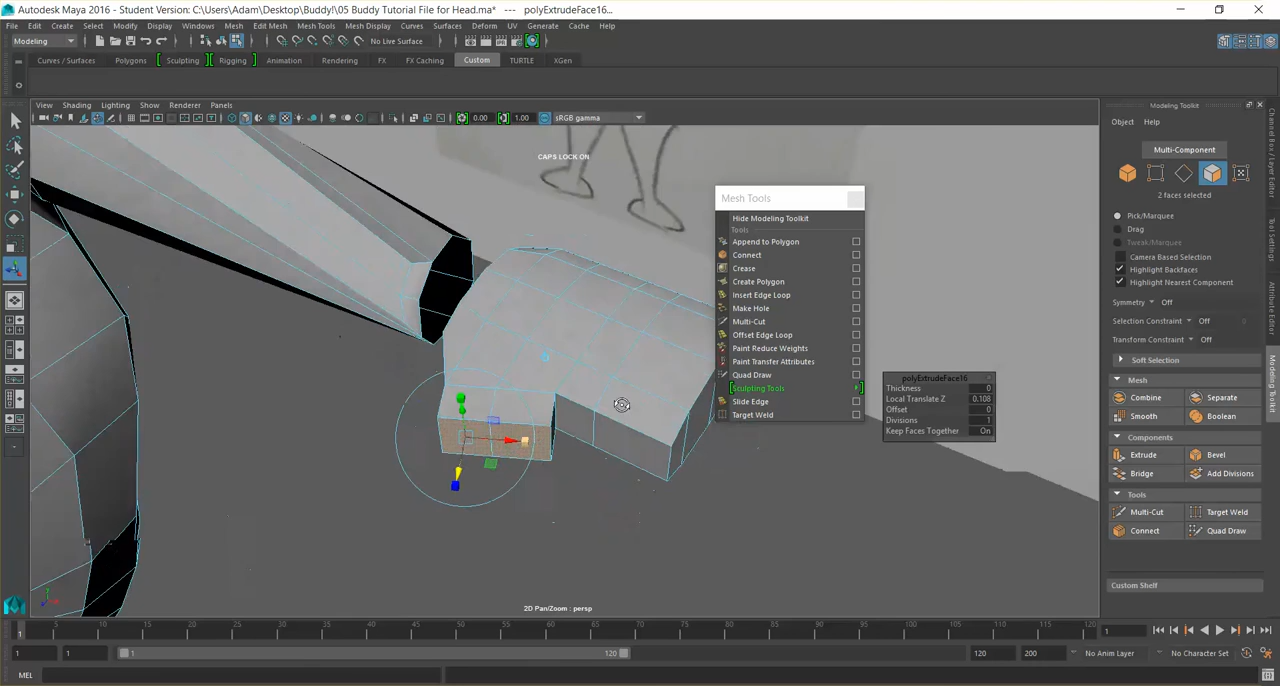 Autodesk Maya 2016 - Student Version: C:\Users\Adam\Desktop\Buddy!\05 Buddy Tutorial File for Head.ma* --- polyExtrudeFace16...
File Edit Create Select Modify Display Windows Mesh Edit Mesh Mesh Tools Mesh Display Curves Surfaces Deform UV Generate Cache Help
Modeling No Live Surface
Curves / Surfaces Polygons Sculpting Rigging Animation Rendering FX FX Caching Custom TURTLE XGen
View Shading Lighting Show Renderer Panels
0.00 1.00 sRGB gamma
CAPS LOCK ON
Mesh Tools
Hide Modeling Toolkit
Tools
Append to Polygon
Connect
Crease
Create Polygon
Insert Edge Loop
Make Hole
Multi-Cut
Offset Edge Loop
Paint Reduce Weights
Paint Transfer Attributes
Quad Draw
Sculpting Tools
Slide Edge
Target Weld
polyExtrudeFace16
Thickness 0
Local Translate Z 0.108
Offset 0
Divisions 1
Keep Faces Together On
2D Pan/Zoom : persp
Modeling Toolkit
Object Help
Multi-Component
2 faces selected
Pick/Marquee
Drag
Tweak/Marquee
Camera Based Selection
Highlight Backfaces
Highlight Nearest Component
Symmetry Off
Selection Constraint Off
Transform Constraint Off
Soft Selection
Mesh
Combine Separate
Smooth Boolean
Components
Extrude Bevel
Bridge Add Divisions
Tools
Multi-Cut Target Weld
Connect Quad Draw
Custom Shelf
Channel Box / Layer Editor
Attribute Editor
Modeling Toolkit
1 5 10 15 20 25 30 35 40 45 50 55 60 65 70 75 80 85 90 95 100 105 110 115 120 1
1 1 1 120 120 200 No Anim Layer No Character Set
MEL